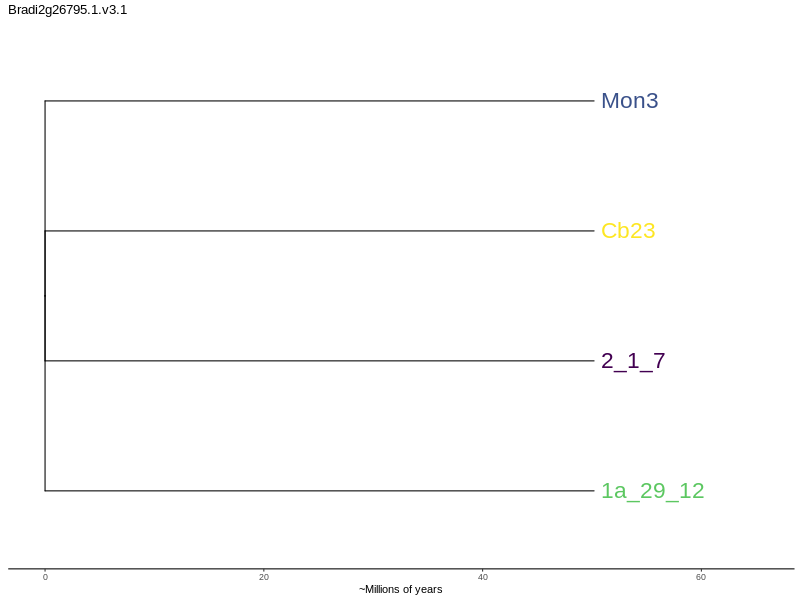 Bradi2g26795.1.v3.1
Mon3
Cb23
2_1_7
1a_29_12
0 20 40 60
~Millions of years